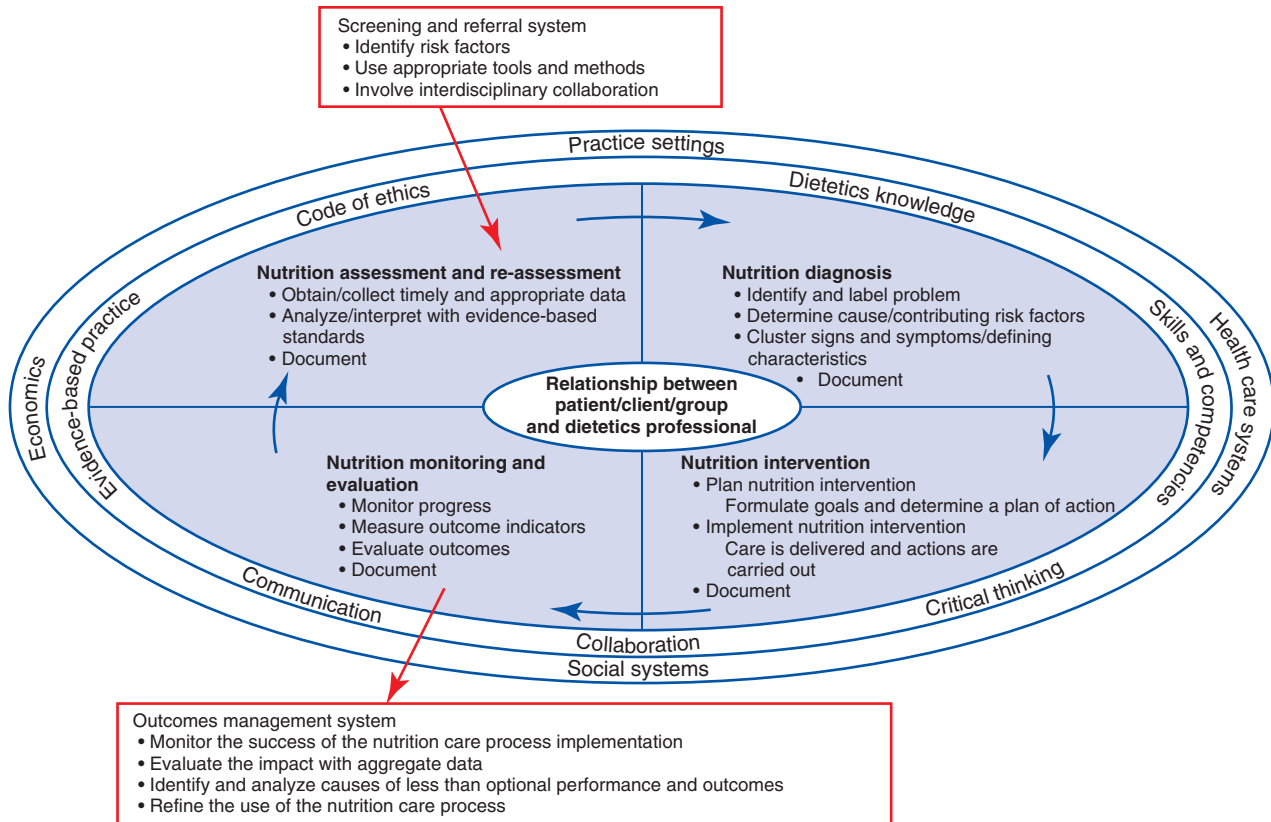 Screening and referral system
• Identify risk factors
• Use appropriate tools and methods
• Involve interdisciplinary collaboration
Practice settings
Code of ethics
Dietetics knowledge
Nutrition assessment and re-assessment
• Obtain/collect timely and appropriate data
• Analyze/interpret with evidence-based
standards
• Document
Nutrition diagnosis
• Identify and label problem
• Determine cause/contributing risk factors
• Cluster signs and symptoms/defining
characteristics
• Document
Economics
Evidence-based practice
Skills and competencies
Health care systems
Relationship between
patient/client/group
and dietetics professional
Nutrition monitoring and
evaluation
• Monitor progress
• Measure outcome indicators
• Evaluate outcomes
• Document
Nutrition intervention
• Plan nutrition intervention
Formulate goals and determine a plan of action
• Implement nutrition intervention
Care is delivered and actions are
carried out
• Document
Communication
Critical thinking
Collaboration
Social systems
Outcomes management system
• Monitor the success of the nutrition care process implementation
• Evaluate the impact with aggregate data
• Identify and analyze causes of less than optional performance and outcomes
• Refine the use of the nutrition care process